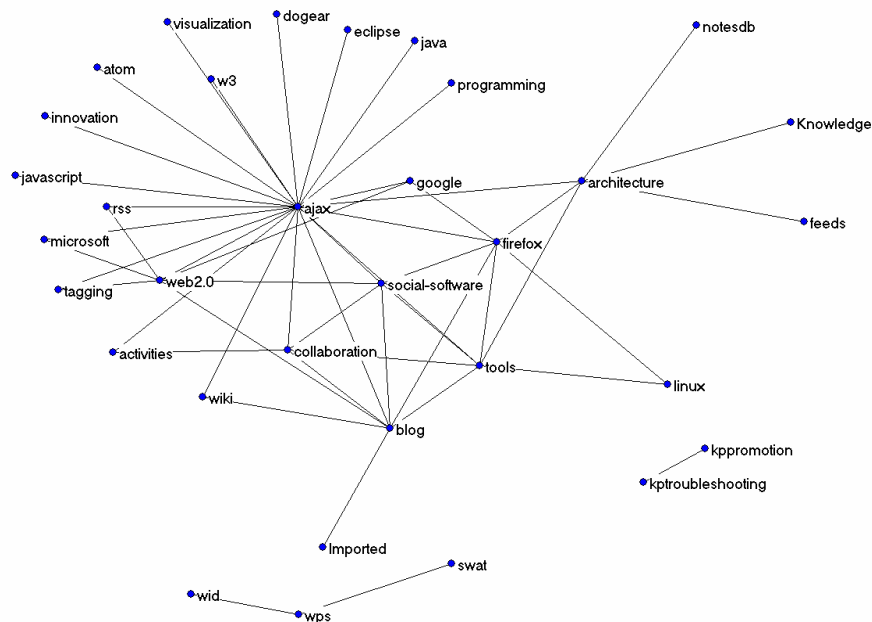 dogear
visualization
notesdb
eclipse
java
atom
w3
programming
innovation
Knowledge
javascript
google
architecture
rss
ajax
feeds
microsoft
firefox
web2.0
social-software
tagging
activities
collaboration
tools
linux
wiki
blog
kppromotion
kptroubleshooting
Imported
swat
wid
wps